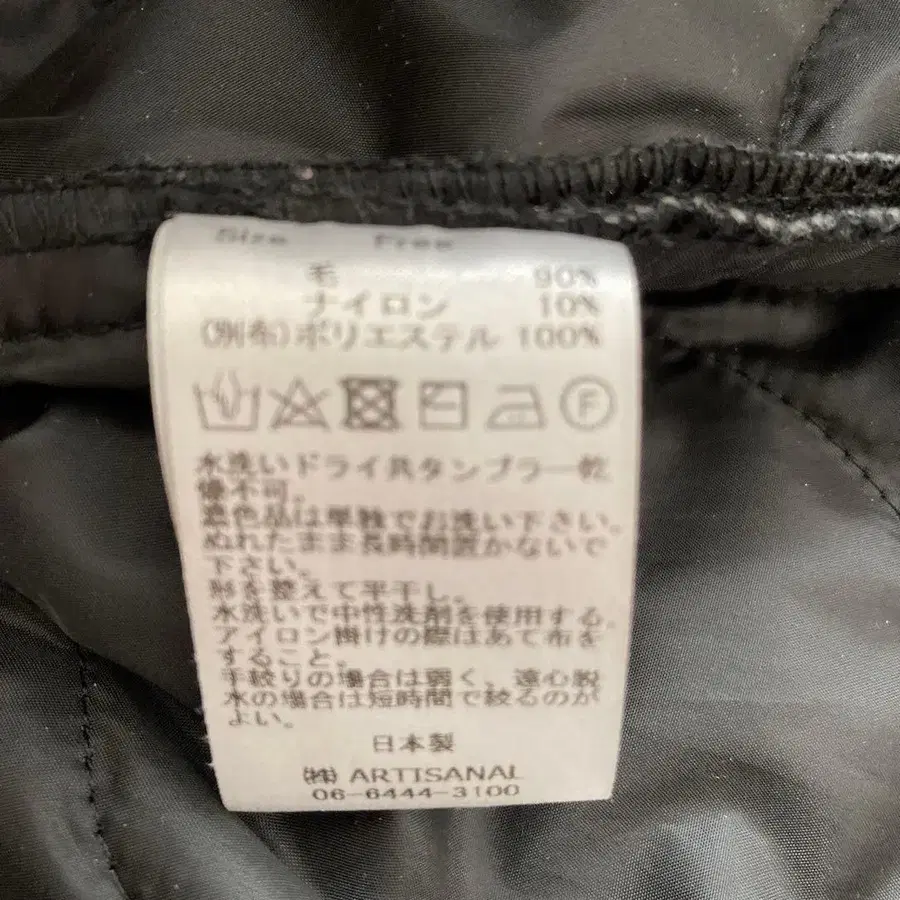 Size Free
毛 90%
ナイロン 10%
(別布)ポリエステル 100%
F
水洗いドライ共タンブラー乾
燥不可。
濃色品は単独でお洗い下さい。
ぬれたまま長時間置かないで
下さい。
形を整えて平干し。
水洗いで中性洗剤を使用する。
アイロン掛けの際はあて布を
すること。
手絞りの場合は弱く、遠心脱
水の場合は短時間で絞るのが
よい。
日本製
㈱ ARTISANAL
06-6444-3100